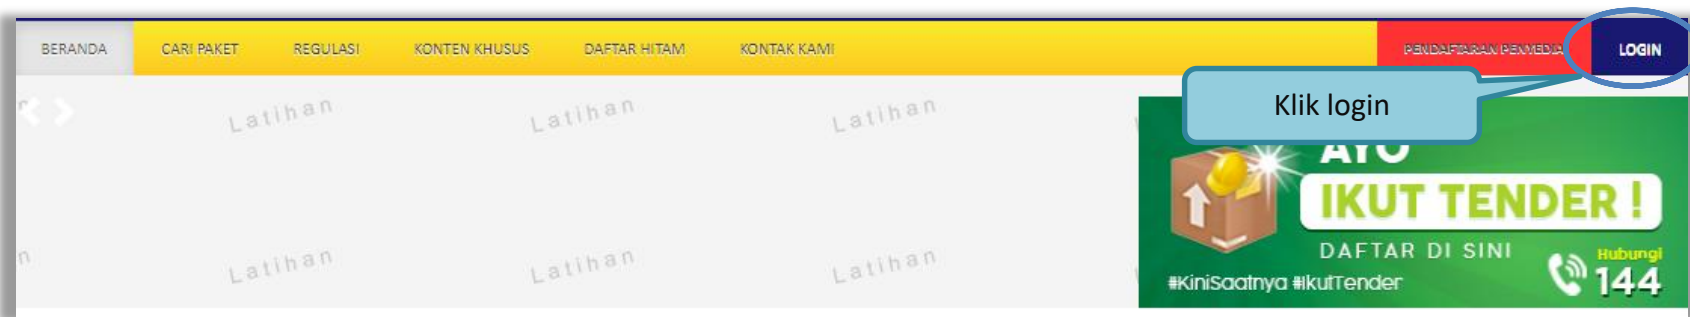 BERANDA CARI PAKET REGULASI KONTEN KHUSUS DAFTAR HITAM KONTAK KAMI PENDAFTARAN PENYEDIA LOGIN
Klik login
Latihan Latihan Latihan
AYO
IKUT TENDER !
DAFTAR DI SINI
#KiniSaatnya #IkutTender
Hubungi
144
n Latihan Latihan Latihan